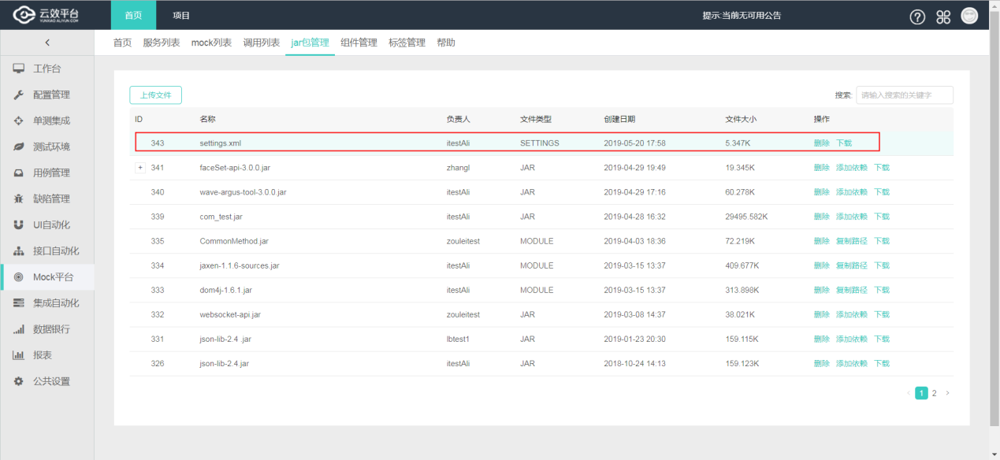 云效平台 首页 项目 提示:当前无可用公告
YUNXIAO.ALIYUN.COM
首页 服务列表 mock列表 调用列表 jar包管理 组件管理 标签管理 帮助
工作台
配置管理
单测集成
测试环境
用例管理
缺陷管理
UI自动化
接口自动化
Mock平台
集成自动化
数据银行
报表
公共设置
上传文件 搜索: 请输入搜索的关键字
ID 名称 负责人 文件类型 创建日期 文件大小 操作
343 settings.xml itestAli SETTINGS 2019-05-20 17:58 5.347K 删除 下载
+ 341 faceSet-api-3.0.0.jar zhangl JAR 2019-04-29 19:49 19.345K 删除 添加依赖 下载
340 wave-argus-tool-3.0.0.jar itestAli JAR 2019-04-29 17:16 60.278K 删除 添加依赖 下载
339 com_test.jar itestAli JAR 2019-04-28 16:32 29495.582K 删除 添加依赖 下载
335 CommonMethod.jar zouleitest MODULE 2019-04-03 18:36 72.219K 删除 复制路径 下载
334 jaxen-1.1.6-sources.jar itestAli MODULE 2019-03-15 13:37 409.677K 删除 复制路径 下载
333 dom4j-1.6.1.jar itestAli MODULE 2019-03-15 13:37 313.898K 删除 复制路径 下载
332 websocket-api.jar zouleitest JAR 2019-03-08 14:37 38.021K 删除 添加依赖 下载
331 json-lib-2.4 .jar lbtest1 JAR 2019-01-23 20:30 159.115K 删除 添加依赖 下载
326 json-lib-2.4.jar itestAli JAR 2018-10-24 14:13 159.123K 删除 添加依赖 下载
1 2